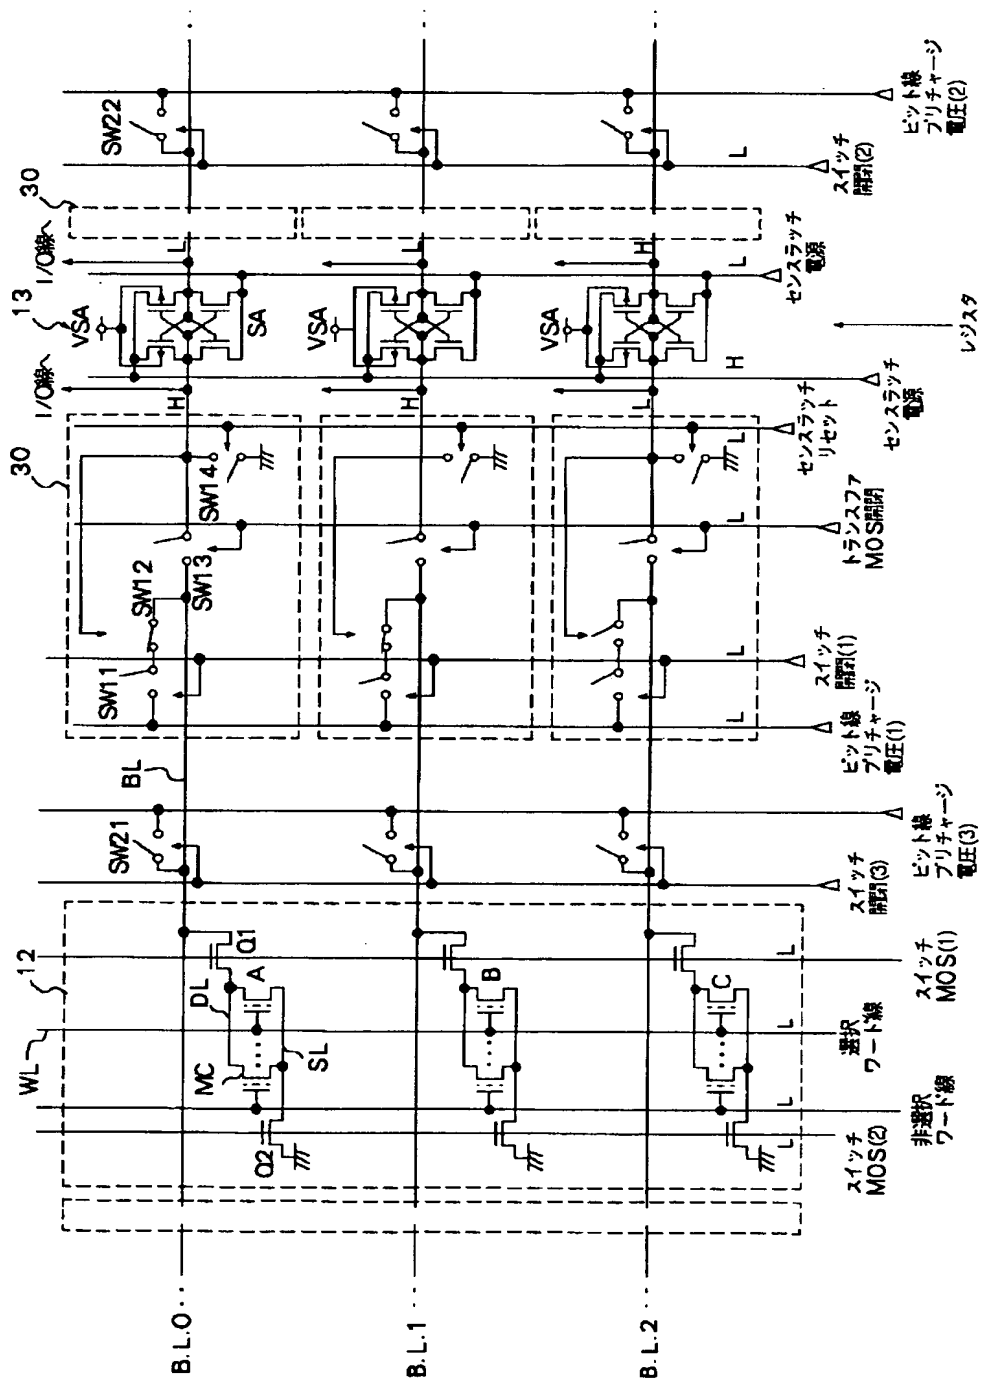 30
I/O線へ
13
I/O線へ
30
VSA
VSA
VSA
SW22
L
L
H
SA
H
H
L
L
L
H
SW14
L
SW13
SW12
L
SW11
L
L
BL
SW21
12
WL
Q1
DL
A
B
C
MC
SL
Q2
L
L
L
L
B.L.0
B.L.1
B.L.2
ビット線
プリチャージ
電圧(2)
スイッチ
開閉(2)
センスラッチ
電源
レジスタ
センスラッチ
電源
センスラッチ
リセット
トランスファ
MOS開閉
スイッチ
開閉(1)
ビット線
プリチャージ
電圧(1)
ビット線
プリチャージ
電圧(3)
スイッチ
開閉(3)
スイッチ
MOS(1)
選択
ワード線
非選択
ワード線
スイッチ
MOS(2)